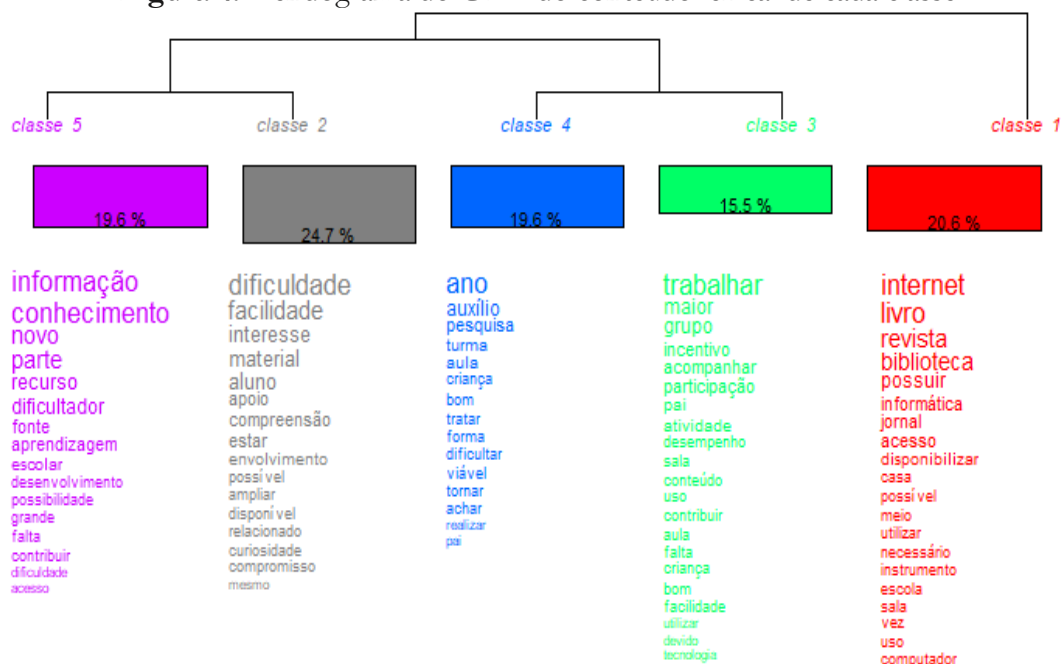 classe 5
classe 2
classe 4
classe 3
classe 1
19.6 %
24.7 %
19.6 %
15.5 %
20.6 %
informação
conhecimento
novo
parte
recurso
dificultador
fonte
aprendizagem
escolar
desenvolvimento
possibilidade
grande
falta
contribuir
dificuldade
acesso
dificuldade
facilidade
interesse
material
aluno
apoio
compreensão
estar
envolvimento
possível
ampliar
disponível
relacionado
curiosidade
compromisso
mesmo
ano
auxílio
pesquisa
turma
aula
criança
bom
tratar
forma
dificultar
viável
tornar
achar
realizar
pai
trabalhar
maior
grupo
incentivo
acompanhar
participação
pai
atividade
desempenho
sala
conteúdo
uso
contribuir
aula
falta
criança
bom
facilidade
utilizar
devido
tecnologia
internet
livro
revista
biblioteca
possuir
informática
jornal
acesso
disponibilizar
casa
possível
meio
utilizar
necessário
instrumento
escola
sala
vez
uso
computador